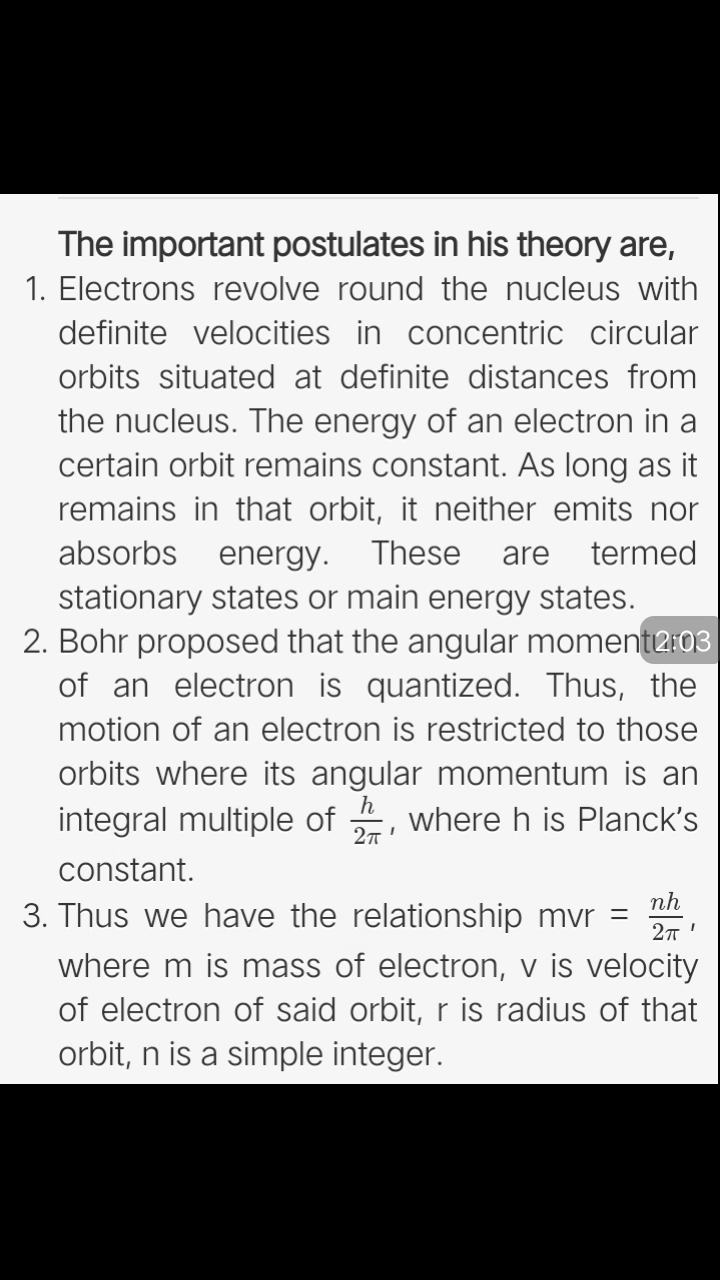 The important postulates in his theory are,
1. Electrons revolve round the nucleus with
definite velocities in concentric circular
orbits situated at definite distances from
the nucleus. The energy of an electron in a
certain orbit remains constant. As long as it
remains in that orbit, it neither emits nor
absorbs energy. These are termed
stationary states or main energy states.
2. Bohr proposed that the angular momentum
2:03
of an electron is quantized. Thus, the
motion of an electron is restricted to those
orbits where its angular momentum is an
integral multiple of h/2π, where h is Planck’s
constant.
3. Thus we have the relationship mvr = nh/2π,
where m is mass of electron, v is velocity
of electron of said orbit, r is radius of that
orbit, n is a simple integer.